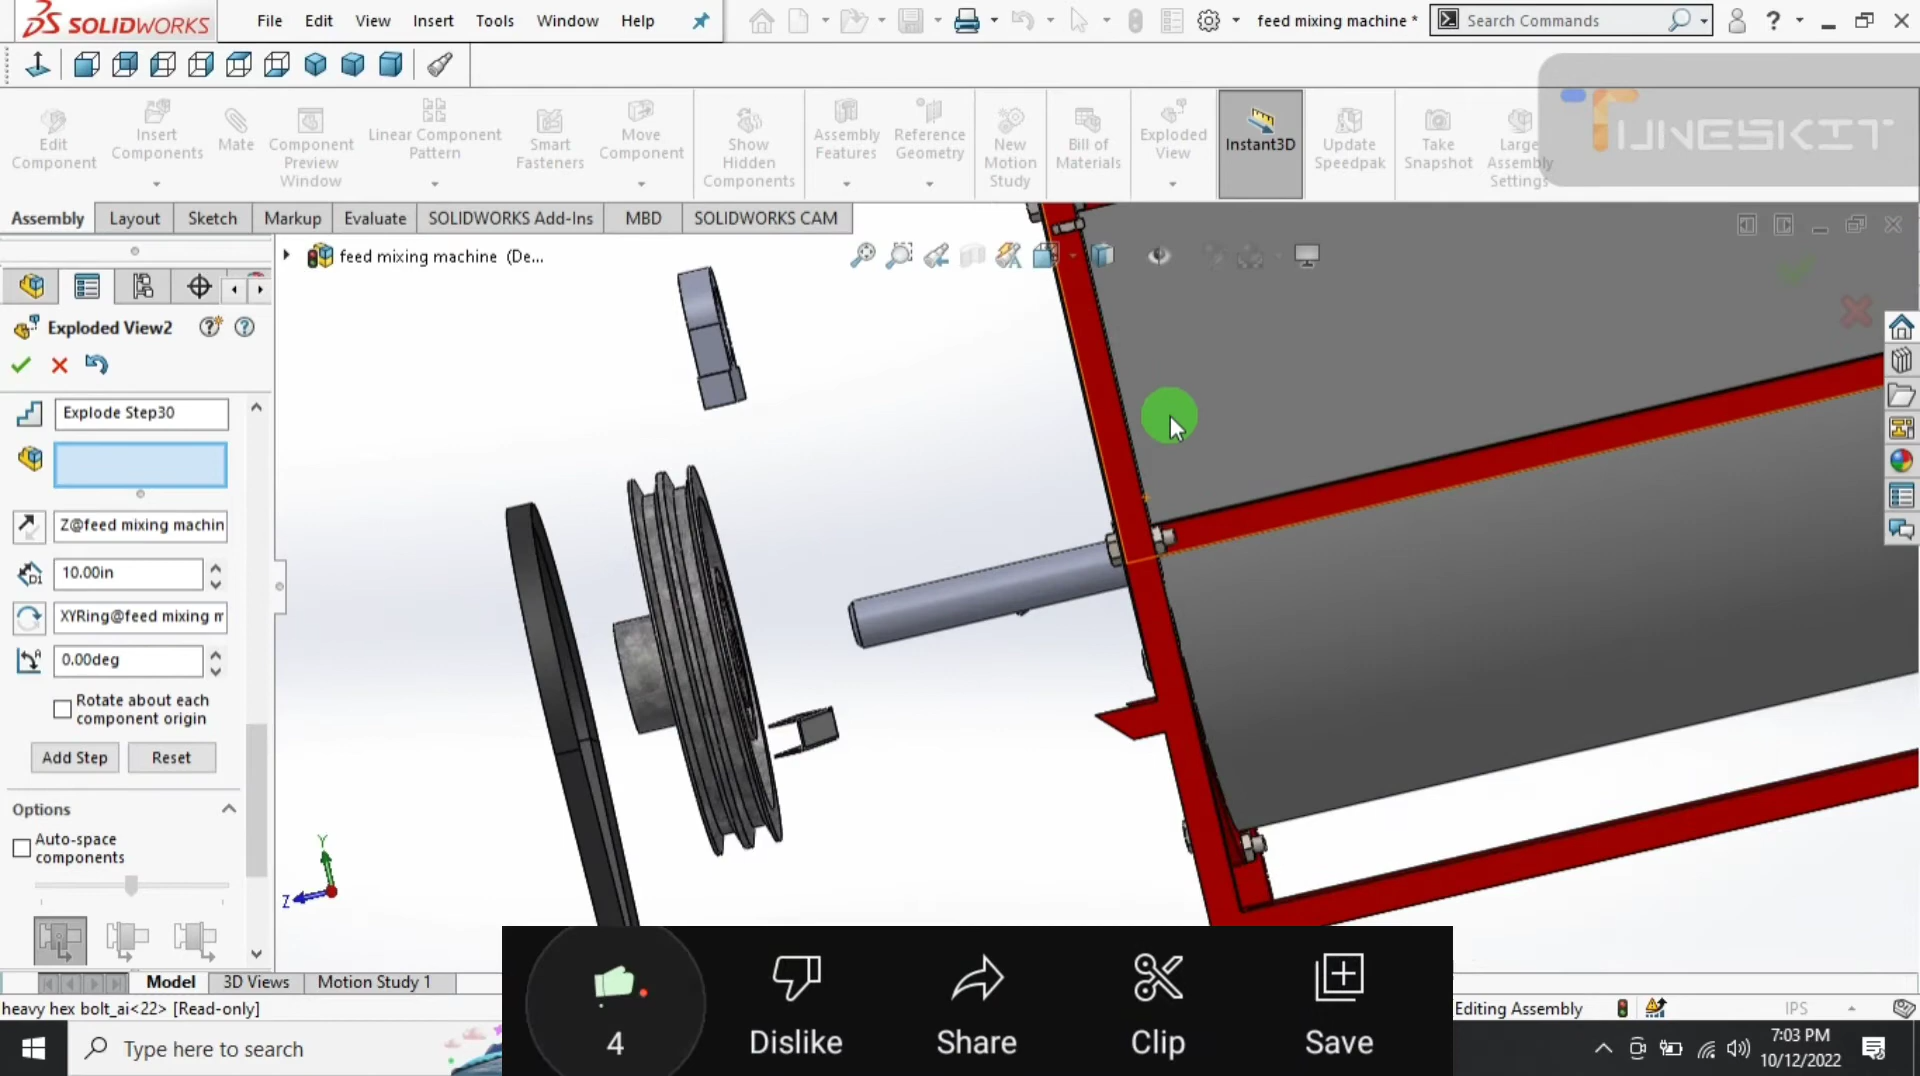 SOLIDWORKS File Edit View Insert Tools Window Help feed mixing machine * Search Commands
TUNESKIT
Edit Component
Insert Components
Mate
Component Preview Window
Linear Component Pattern
Smart Fasteners
Move Component
Show Hidden Components
Assembly Features
Reference Geometry
New Motion Study
Bill of Materials
Exploded View
Instant3D
Update Speedpak
Take Snapshot
Large Assembly Settings
Assembly Layout Sketch Markup Evaluate SOLIDWORKS Add-Ins MBD SOLIDWORKS CAM
feed mixing machine (De...
Exploded View2
Explode Step30
Z@feed mixing machin
D1
10.00in
XYRing@feed mixing m
A
0.00deg
Rotate about each
component origin
Add Step Reset
Options
Auto-space
components
Y
Z
Model 3D Views Motion Study 1
heavy hex bolt_ai<22> [Read-only]
Editing Assembly IPS
Type here to search
4 Dislike Share Clip Save
7:03 PM
10/12/2022